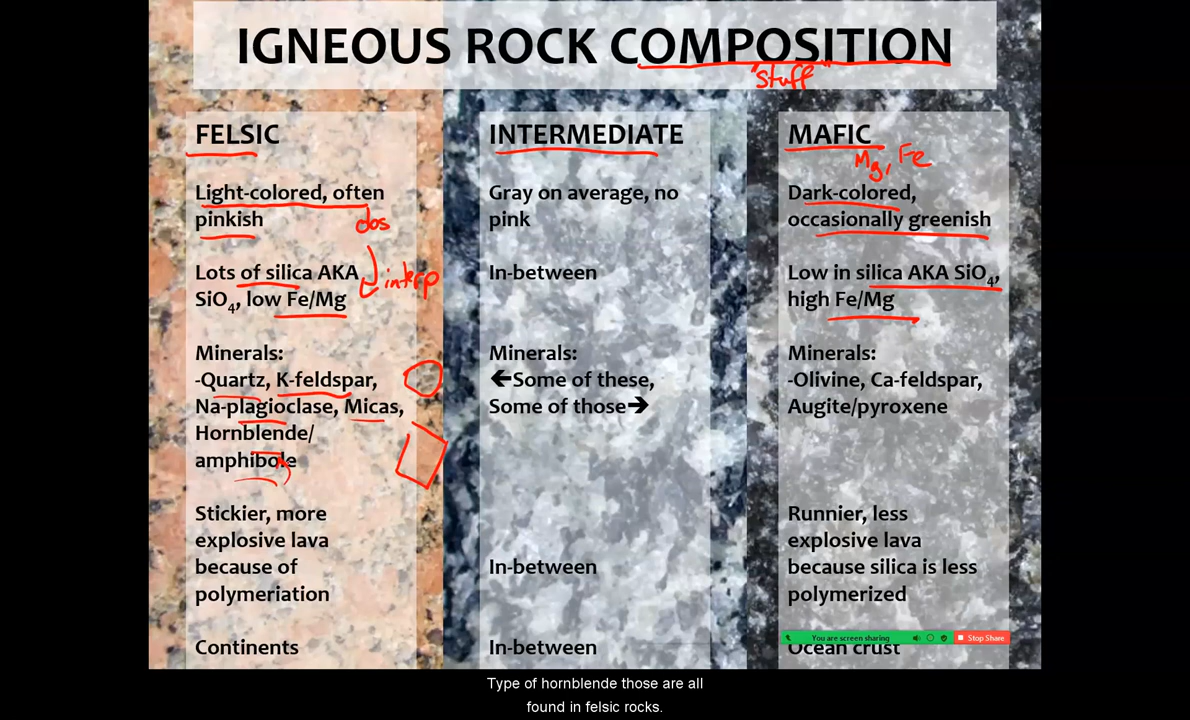 IGNEOUS ROCK COMPOSITION
"stuff"
FELSIC
Light-colored, often
pinkish
obs
Lots of silica AKA
interp
SiO4, low Fe/Mg
Minerals:
-Quartz, K-feldspar,
Na-plagioclase, Micas,
Hornblende/
amphibole
Stickier, more
explosive lava
because of
polymeriation
Continents
INTERMEDIATE
Gray on average, no
pink
In-between
Minerals:
←Some of these,
Some of those→
In-between
In-between
MAFIC
Mg, Fe
Dark-colored,
occasionally greenish
Low in silica AKA SiO4,
high Fe/Mg
Minerals:
-Olivine, Ca-feldspar,
Augite/pyroxene
Runnier, less
explosive lava
because silica is less
polymerized
You are screen sharing Stop Share
Ocean crust
Type of hornblende those are all
found in felsic rocks.